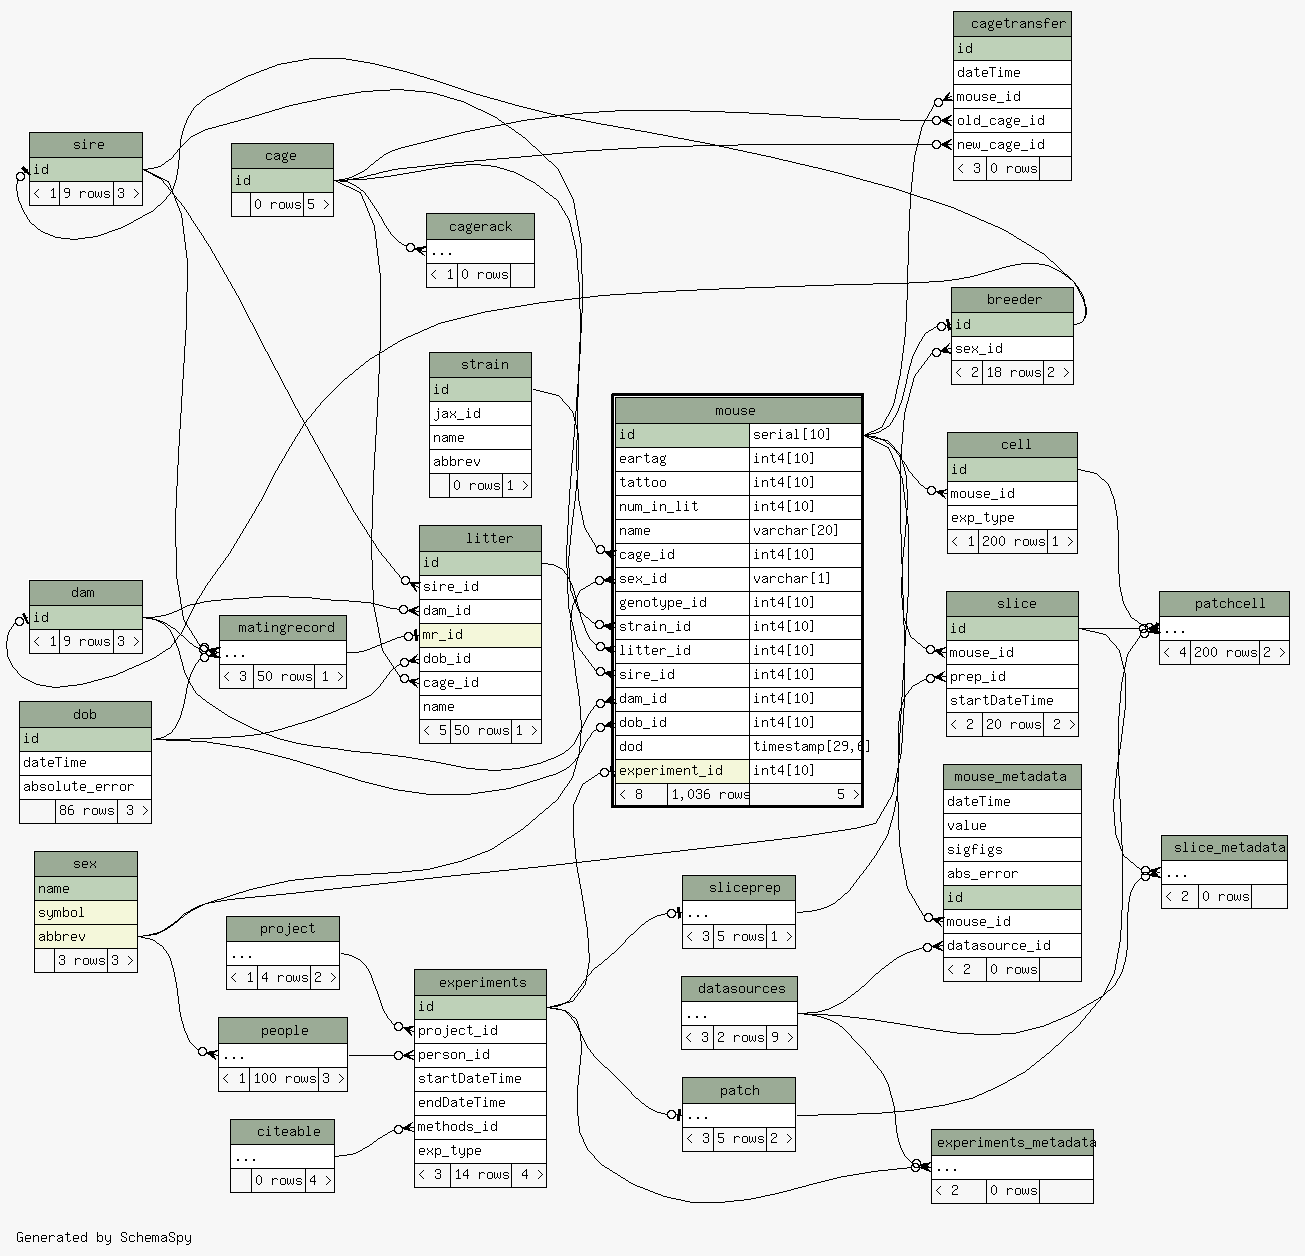 cagetransfer
id
dateTime
mouse_id
old_cage_id
new_cage_id
< 3 0 rows
sire
id
< 1 9 rows 3 >
cage
id
0 rows 5 >
cagerack
...
< 1 0 rows
breeder
id
sex_id
< 2 18 rows 2 >
strain
id
jax_id
name
abbrev
0 rows 1 >
mouse
id serial[10]
eartag int4[10]
tattoo int4[10]
num_in_lit int4[10]
name varchar[20]
cage_id int4[10]
sex_id varchar[1]
genotype_id int4[10]
strain_id int4[10]
litter_id int4[10]
sire_id int4[10]
dam_id int4[10]
dob_id int4[10]
dod timestamp[29,6]
experiment_id int4[10]
< 8 1,036 rows 5 >
cell
id
mouse_id
exp_type
< 1 200 rows 1 >
litter
id
sire_id
dam_id
mr_id
dob_id
cage_id
name
< 5 50 rows 1 >
dam
id
< 1 9 rows 3 >
matingrecord
...
< 3 50 rows 1 >
slice
id
mouse_id
prep_id
startDateTime
< 2 20 rows 2 >
patchcell
...
< 4 200 rows 2 >
dob
id
dateTime
absolute_error
86 rows 3 >
mouse_metadata
dateTime
value
sigfigs
abs_error
id
mouse_id
datasource_id
< 2 0 rows
slice_metadata
...
< 2 0 rows
sex
name
symbol
abbrev
3 rows 3 >
sliceprep
...
< 3 5 rows 1 >
project
...
< 1 4 rows 2 >
experiments
id
project_id
person_id
startDateTime
endDateTime
methods_id
exp_type
< 3 14 rows 4 >
datasources
...
< 3 2 rows 9 >
people
...
< 1 100 rows 3 >
patch
...
< 3 5 rows 2 >
citeable
...
0 rows 4 >
experiments_metadata
...
< 2 0 rows
Generated by SchemaSpy